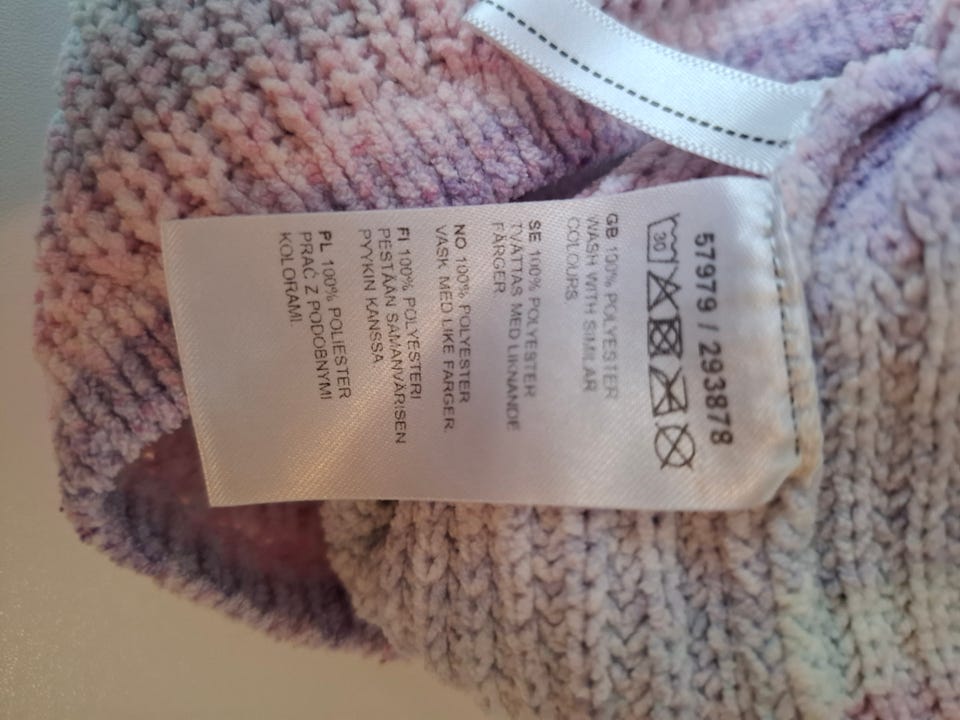 57979 / 293878
30
GB 100% POLYESTER
WASH WITH SIMILAR
COLOURS.
SE 100% POLYESTER
TVÄTTAS MED LIKNANDE
FÄRGER.
NO 100% POLYESTER
VASK MED LIKE FARGER.
FI 100% POLYESTERI
PESTÄÄN SAMANVÄRISEN
PYYKIN KANSSA.
PL 100% POLIESTER
PRAĆ Z PODOBNYMI
KOLORAMI.